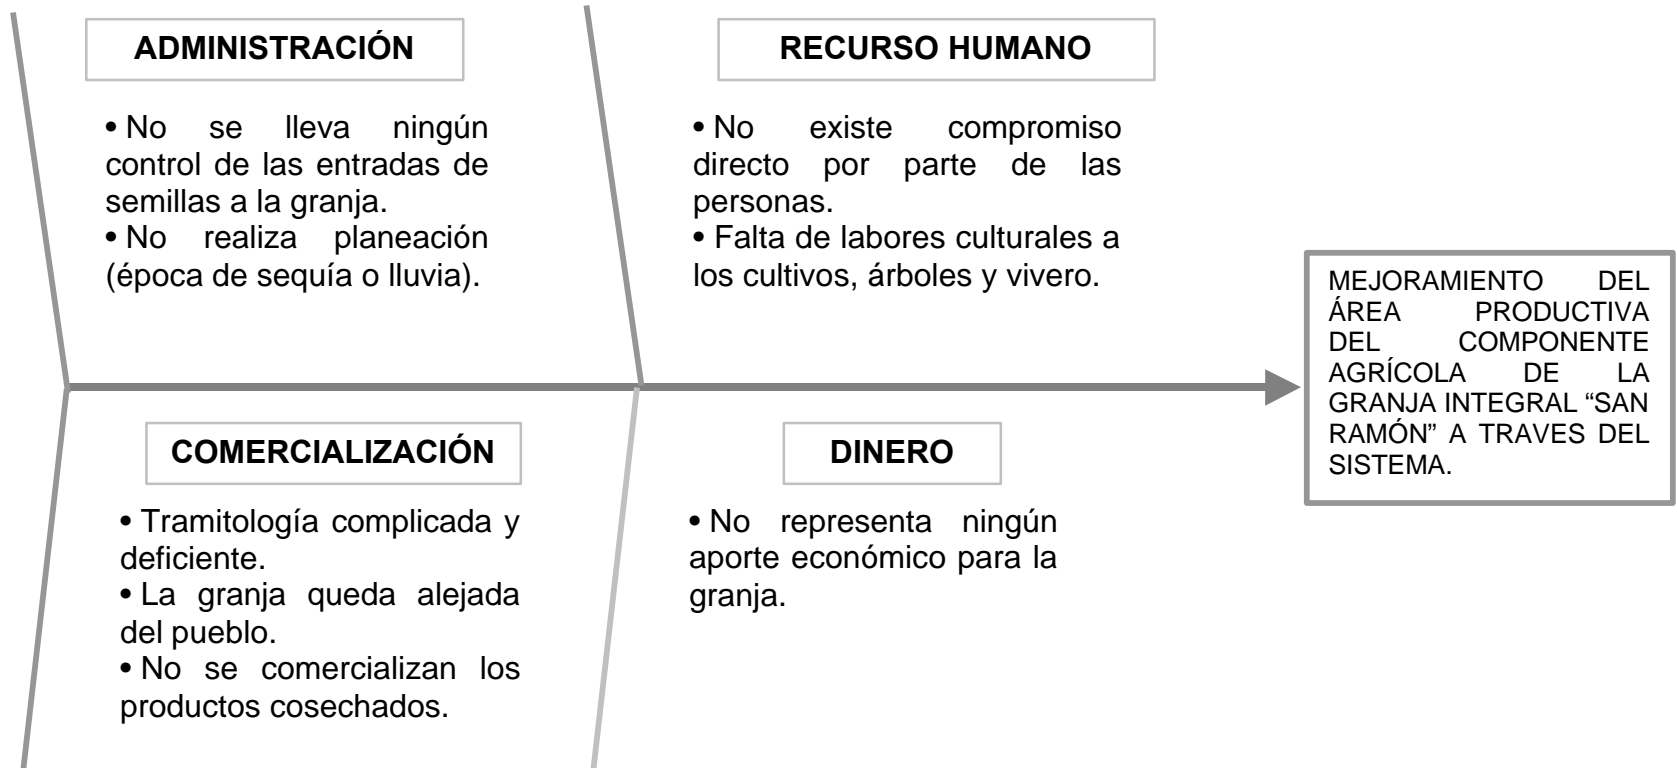 ADMINISTRACIÓN
• No se lleva ningún
control de las entradas de
semillas a la granja.
• No realiza planeación
(época de sequía o lluvia).
RECURSO HUMANO
• No existe compromiso
directo por parte de las
personas.
• Falta de labores culturales a
los cultivos, árboles y vivero.
COMERCIALIZACIÓN
• Tramitología complicada y
deficiente.
• La granja queda alejada
del pueblo.
• No se comercializan los
productos cosechados.
DINERO
• No representa ningún
aporte económico para la
granja.
MEJORAMIENTO DEL
ÁREA PRODUCTIVA
DEL COMPONENTE
AGRÍCOLA DE LA
GRANJA INTEGRAL “SAN
RAMÓN” A TRAVES DEL
SISTEMA.